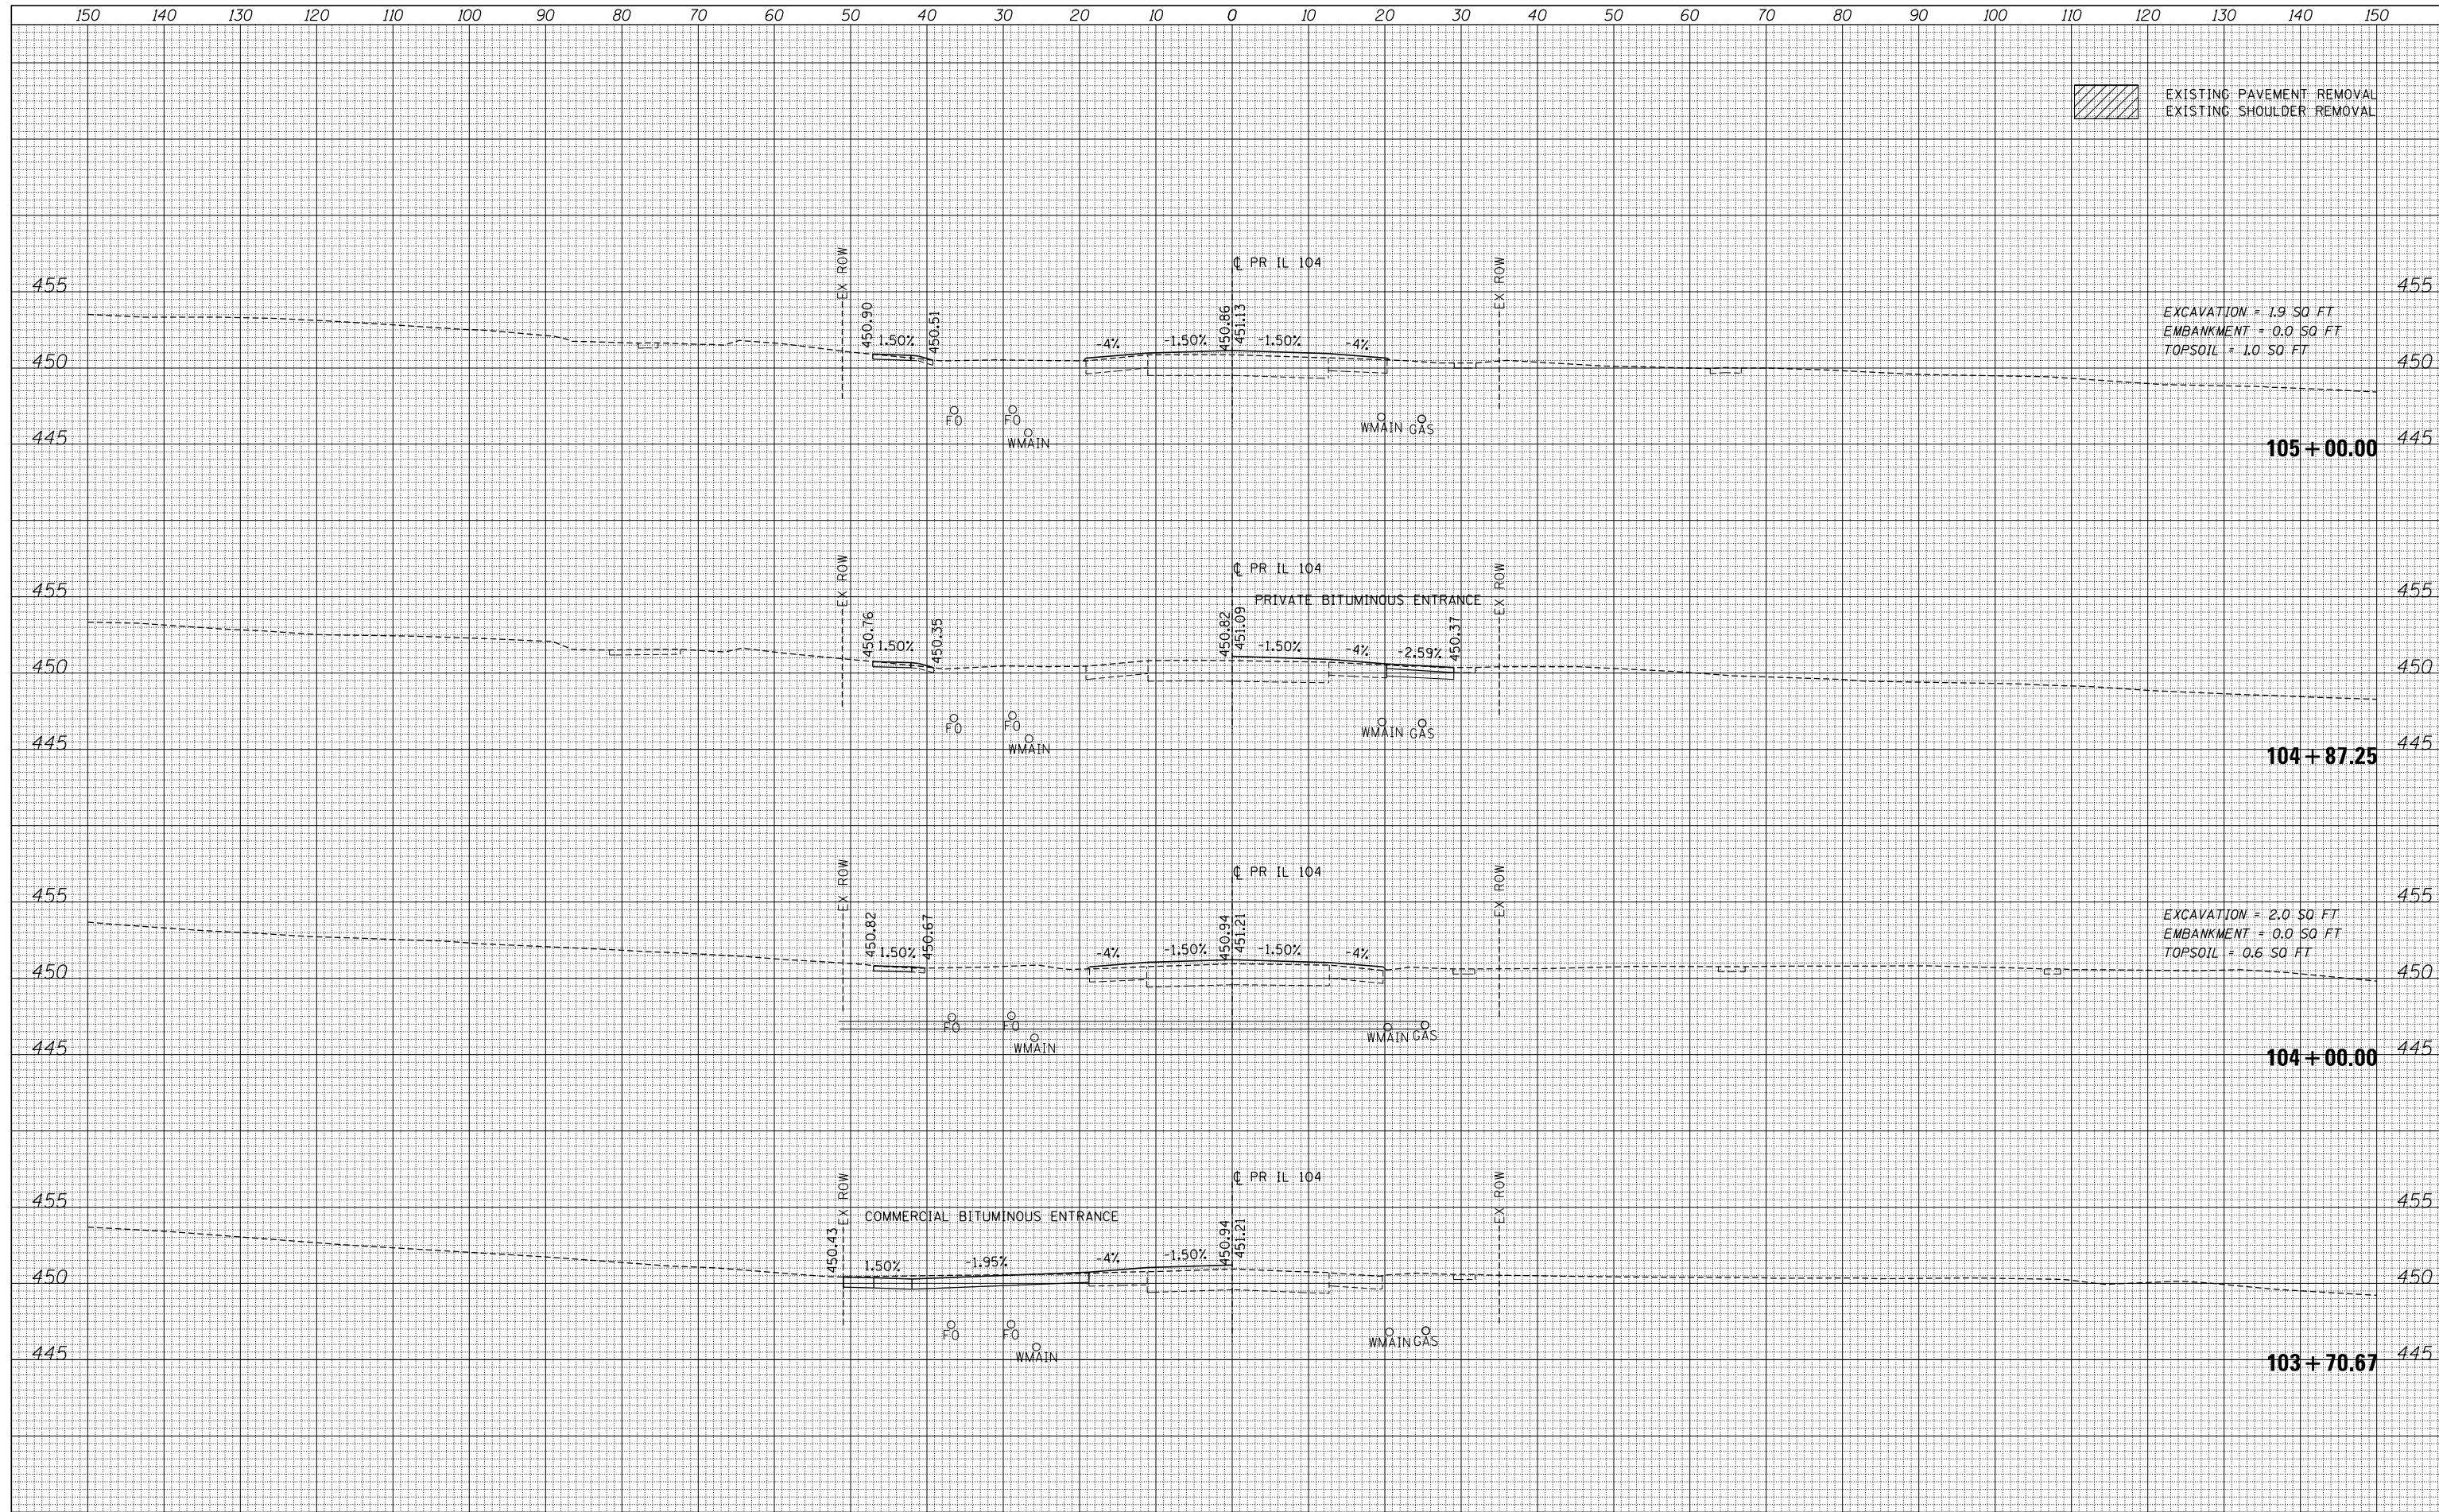 150 140 130 120 110 100 90 80 70 60 50 40 30 20 10 0 10 20 30 40 50 60 70 80 90 100 110 120 130 140 150
EXISTING PAVEMENT REMOVAL
EXISTING SHOULDER REMOVAL
EX ROW
℄ PR IL 104
EX ROW
455
455
450.90
450.51
450.86
451.13
EXCAVATION = 1.9 SQ FT
EMBANKMENT = 0.0 SQ FT
TOPSOIL = 1.0 SQ FT
1.50%
-4%
-1.50%
-1.50%
-4%
450
450
FO
FO
WMAIN
WMAIN
GAS
445
445
105+00.00
EX ROW
℄ PR IL 104
EX ROW
455
455
PRIVATE BITUMINOUS ENTRANCE
450.76
450.35
450.82
451.09
450.37
1.50%
-1.50%
-4%
-2.59%
450
450
FO
FO
WMAIN
WMAIN
GAS
445
445
104+87.25
EX ROW
℄ PR IL 104
EX ROW
455
455
450.82
450.67
450.94
451.21
EXCAVATION = 2.0 SQ FT
EMBANKMENT = 0.0 SQ FT
TOPSOIL = 0.6 SQ FT
1.50%
-4%
-1.50%
-1.50%
-4%
450
450
FO
FO
WMAIN
WMAIN
GAS
445
445
104+00.00
EX ROW
℄ PR IL 104
EX ROW
455
455
COMMERCIAL BITUMINOUS ENTRANCE
450.43
450.94
451.21
1.50%
-1.95%
-4%
-1.50%
450
450
FO
FO
WMAIN
WMAIN
GAS
445
445
103+70.67